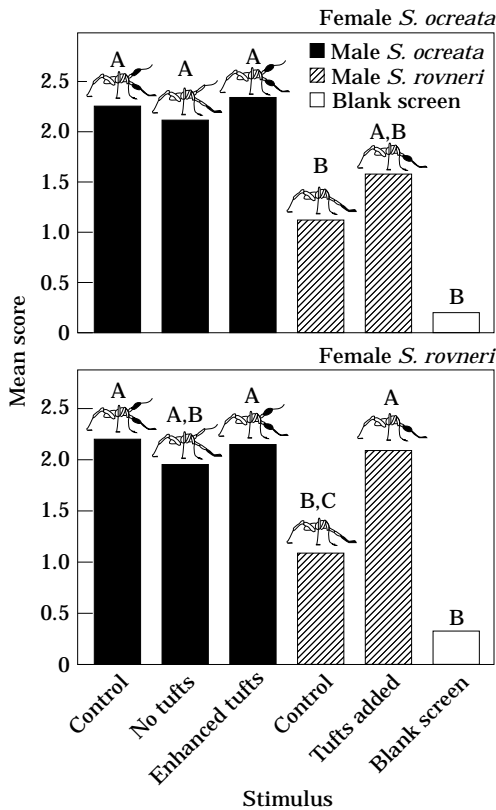 Female S. ocreata
Male S. ocreata
Male S. rovneri
Blank screen
A
A
A
B
A,B
B
2.5
2.0
1.5
1.0
0.5
0
Mean score
Female S. rovneri
A
A,B
A
B,C
A
B
2.5
2.0
1.5
1.0
0.5
0
Control
No tufts
Enhanced tufts
Control
Tufts added
Blank screen
Stimulus